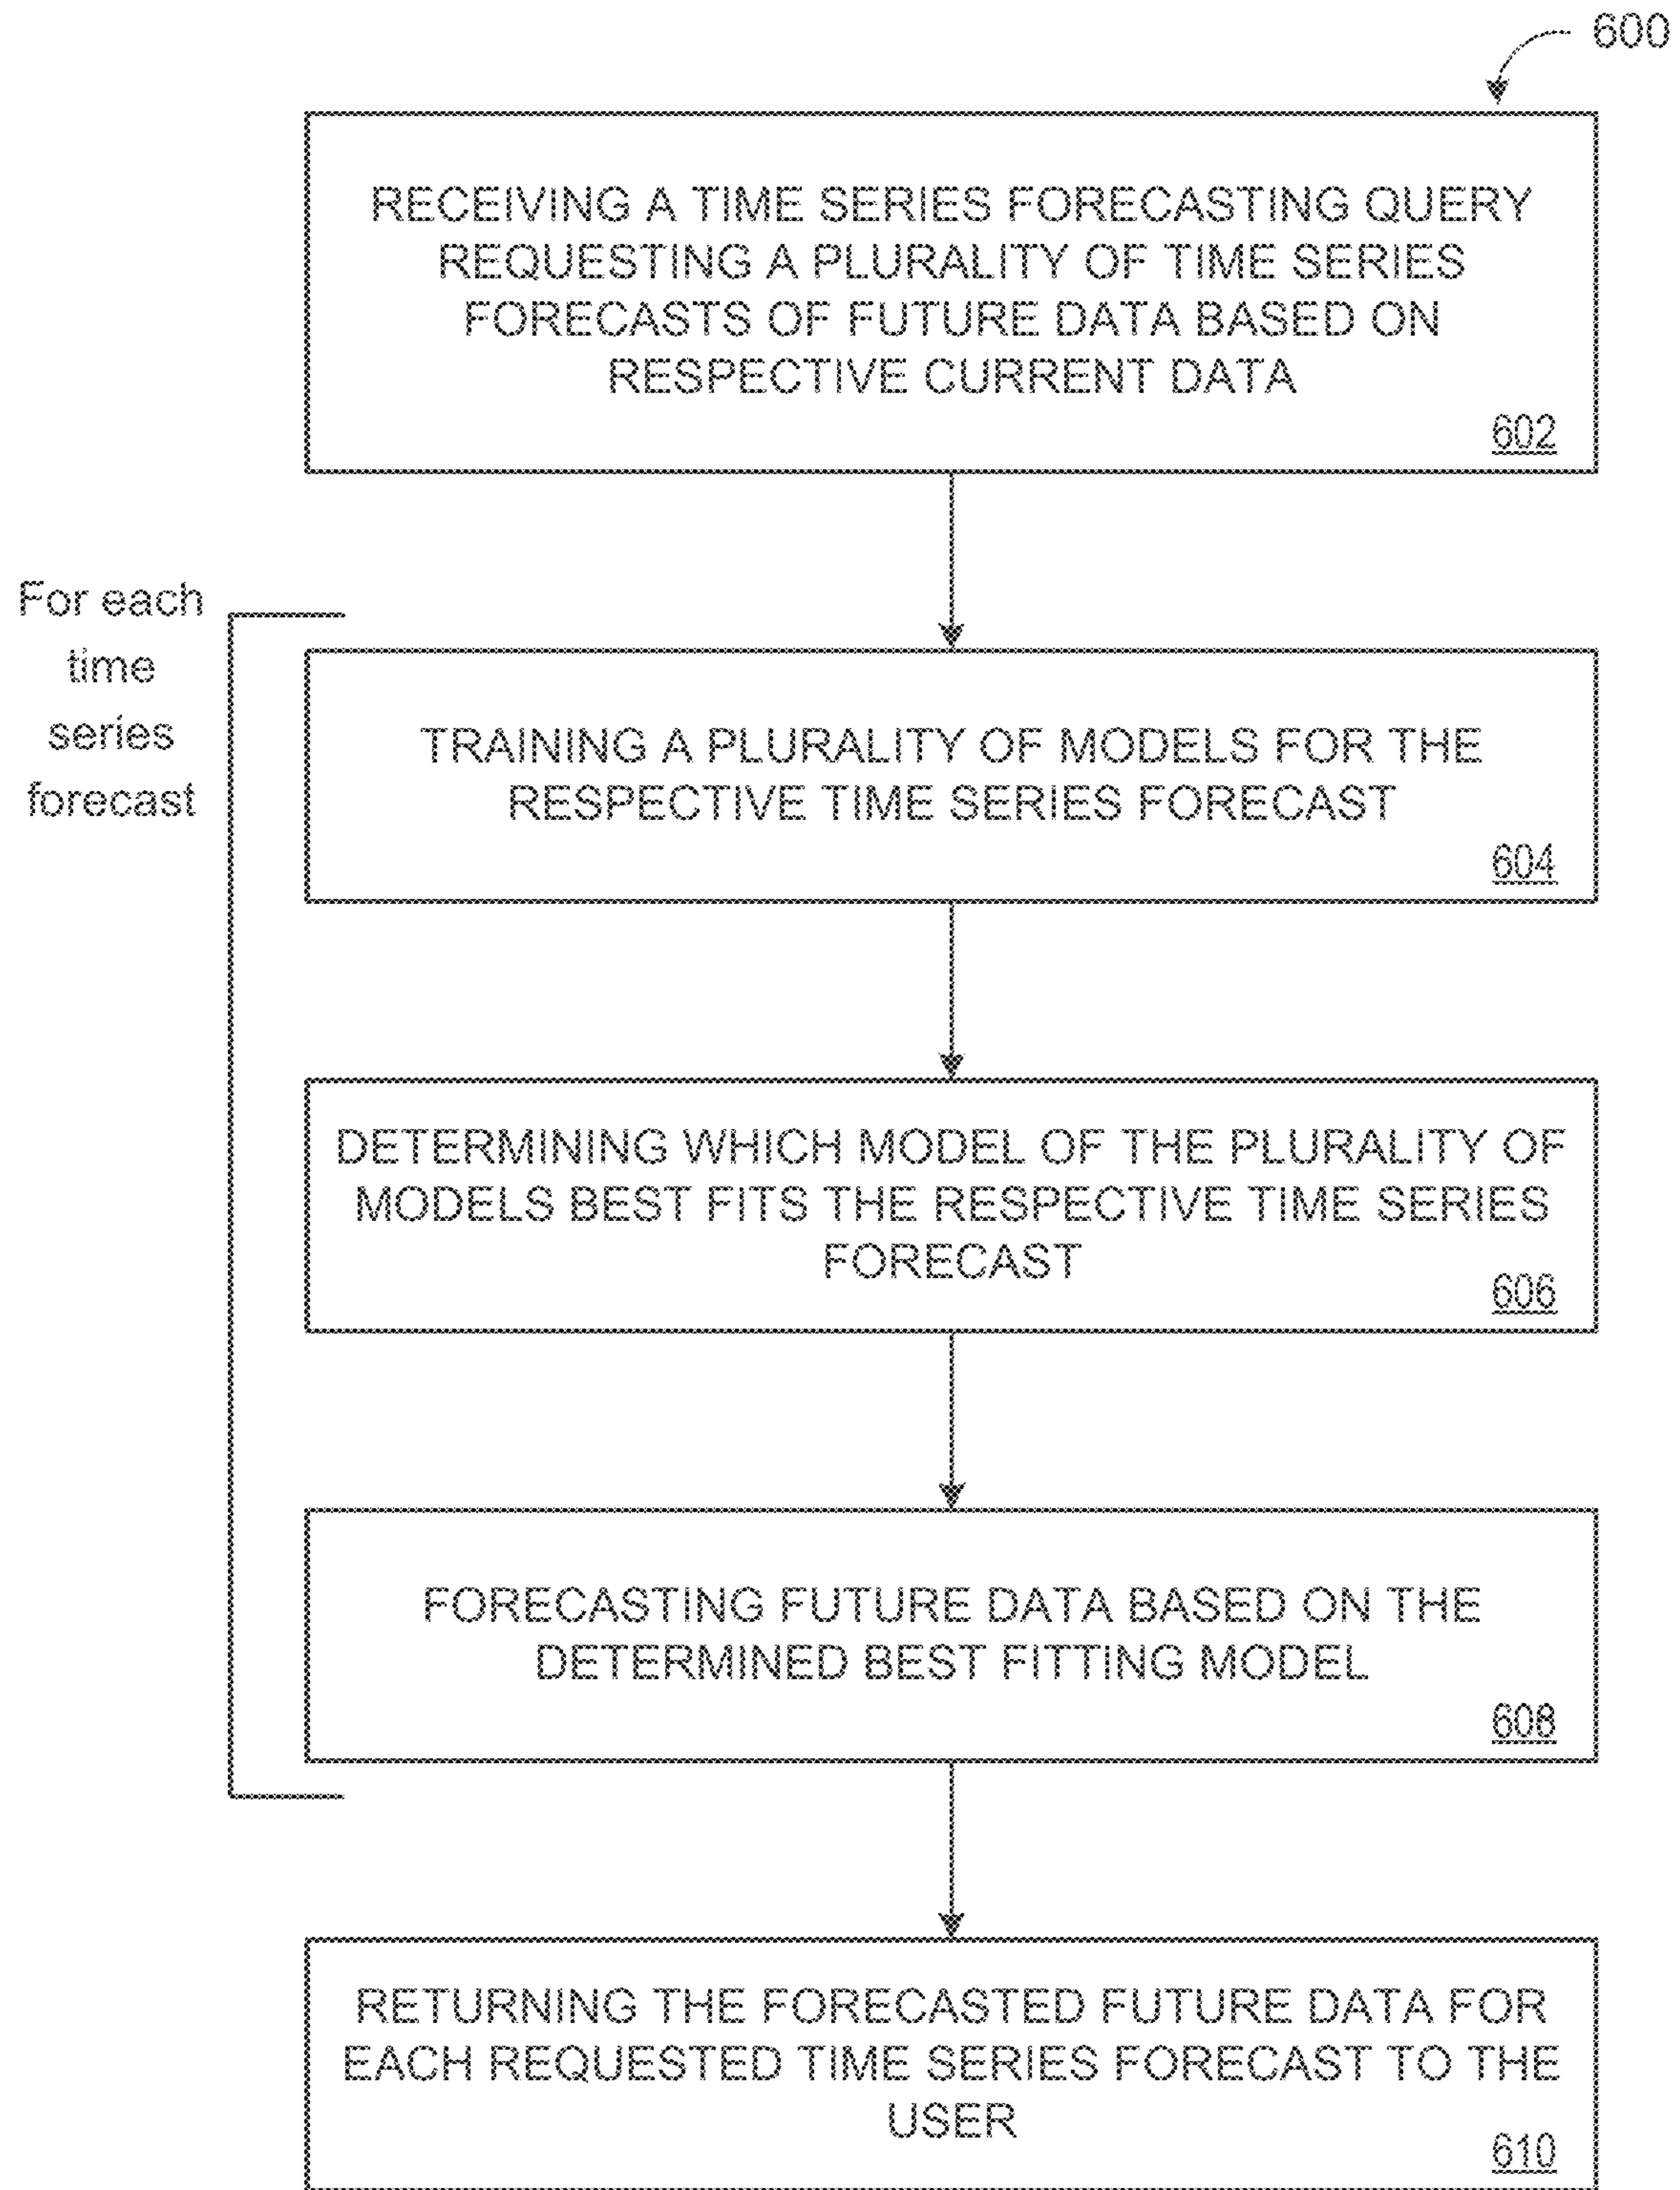 600
RECEIVING A TIME SERIES FORECASTING QUERY
REQUESTING A PLURALITY OF TIME SERIES
FORECASTS OF FUTURE DATA BASED ON
RESPECTIVE CURRENT DATA
602
For each
time
series
forecast
TRAINING A PLURALITY OF MODELS FOR THE
RESPECTIVE TIME SERIES FORECAST
604
DETERMINING WHICH MODEL OF THE PLURALITY OF
MODELS BEST FITS THE RESPECTIVE TIME SERIES
FORECAST
606
FORECASTING FUTURE DATA BASED ON THE
DETERMINED BEST FITTING MODEL
608
RETURNING THE FORECASTED FUTURE DATA FOR
EACH REQUESTED TIME SERIES FORECAST TO THE
USER
610